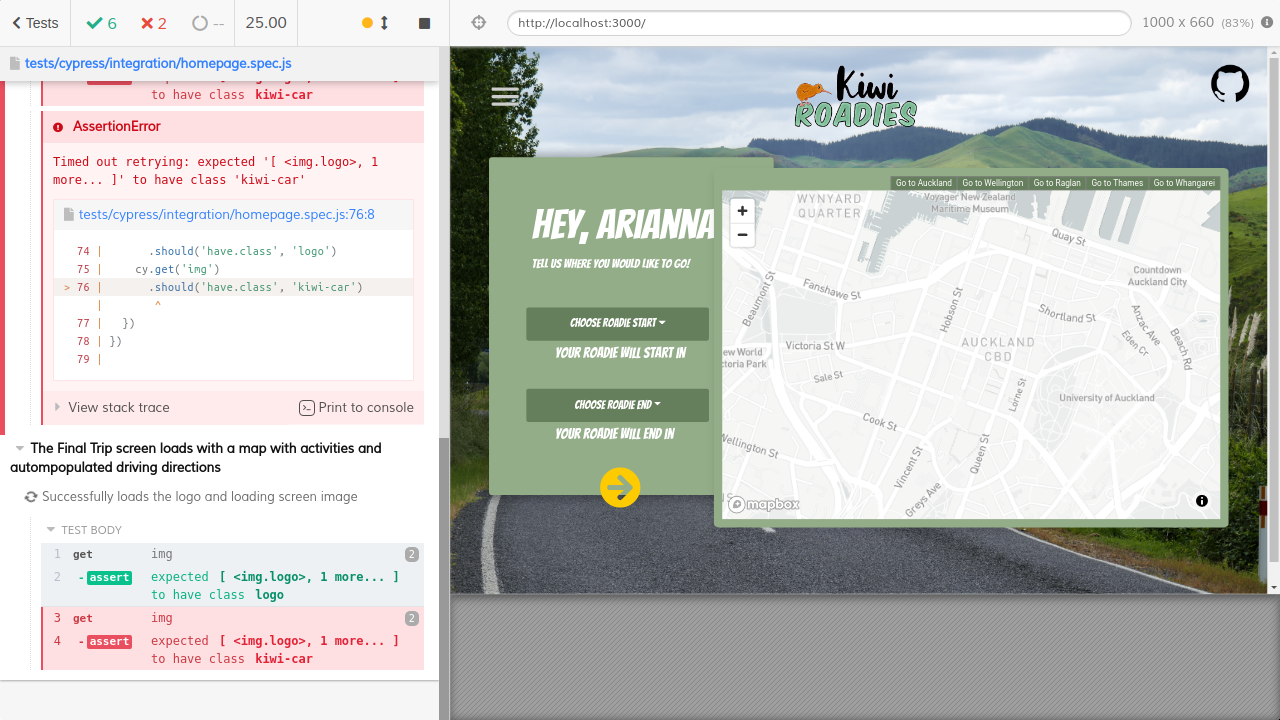 Tests
6
2
--
25.00
http://localhost:3000/
1000 x 660 (83%)
tests/cypress/integration/homepage.spec.js
to have class kiwi-car
AssertionError
Timed out retrying: expected '[ <img.logo>, 1
more... ]' to have class 'kiwi-car'
tests/cypress/integration/homepage.spec.js:76:8
74 | .should('have.class', 'logo')
75 | cy.get('img')
> 76 | .should('have.class', 'kiwi-car')
| ^
77 | })
78 | })
79 |
View stack trace
Print to console
The Final Trip screen loads with a map with activities and
autompopulated driving directions
Successfully loads the logo and loading screen image
TEST BODY
1 get img 2
2 -assert expected [ <img.logo>, 1 more... ]
to have class logo
3 get img 2
4 -assert expected [ <img.logo>, 1 more... ]
to have class kiwi-car
Kiwi
ROADIES
HEY, ARIANNA
TELL US WHERE YOU WOULD LIKE TO GO!
CHOOSE ROADIE START
YOUR ROADIE WILL START IN
CHOOSE ROADIE END
YOUR ROADIE WILL END IN
Go to Auckland
Go to Wellington
Go to Raglan
Go to Thames
Go to Whangarei
+
−
WYNYARD
QUARTER
Voyager New Zealand
Maritime Museum
Quay St
Countdown
Auckland City
Beaumont St
Fanshawe St
Hobson St
Shortland St
Anzac Ave
Eden Cr.
Beach Rd
Victoria St W
AUCKLAND
CBD
New World
Victoria Park
Sale St
Lorne St
University of Auckland
Cook St
Wellington St
Vincent St
Queen St
Greys Ave
mapbox